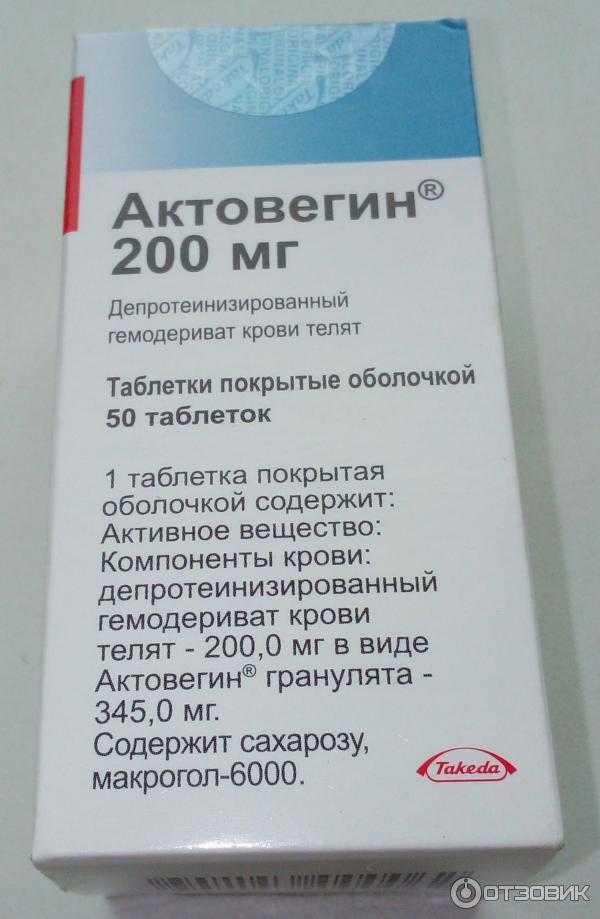 Актовегин®
200 мг
Депротеинизированный
гемодериват крови телят
Таблетки покрытые оболочкой
50 таблеток
1 таблетка покрытая
оболочкой содержит:
Активное вещество:
Компоненты крови:
депротеинизированный
гемодериват крови
телят - 200,0 мг в виде
Актовегин® гранулята -
345,0 мг.
Содержит сахарозу,
макрогол-6000.
Takeda
ОТЗОВИК